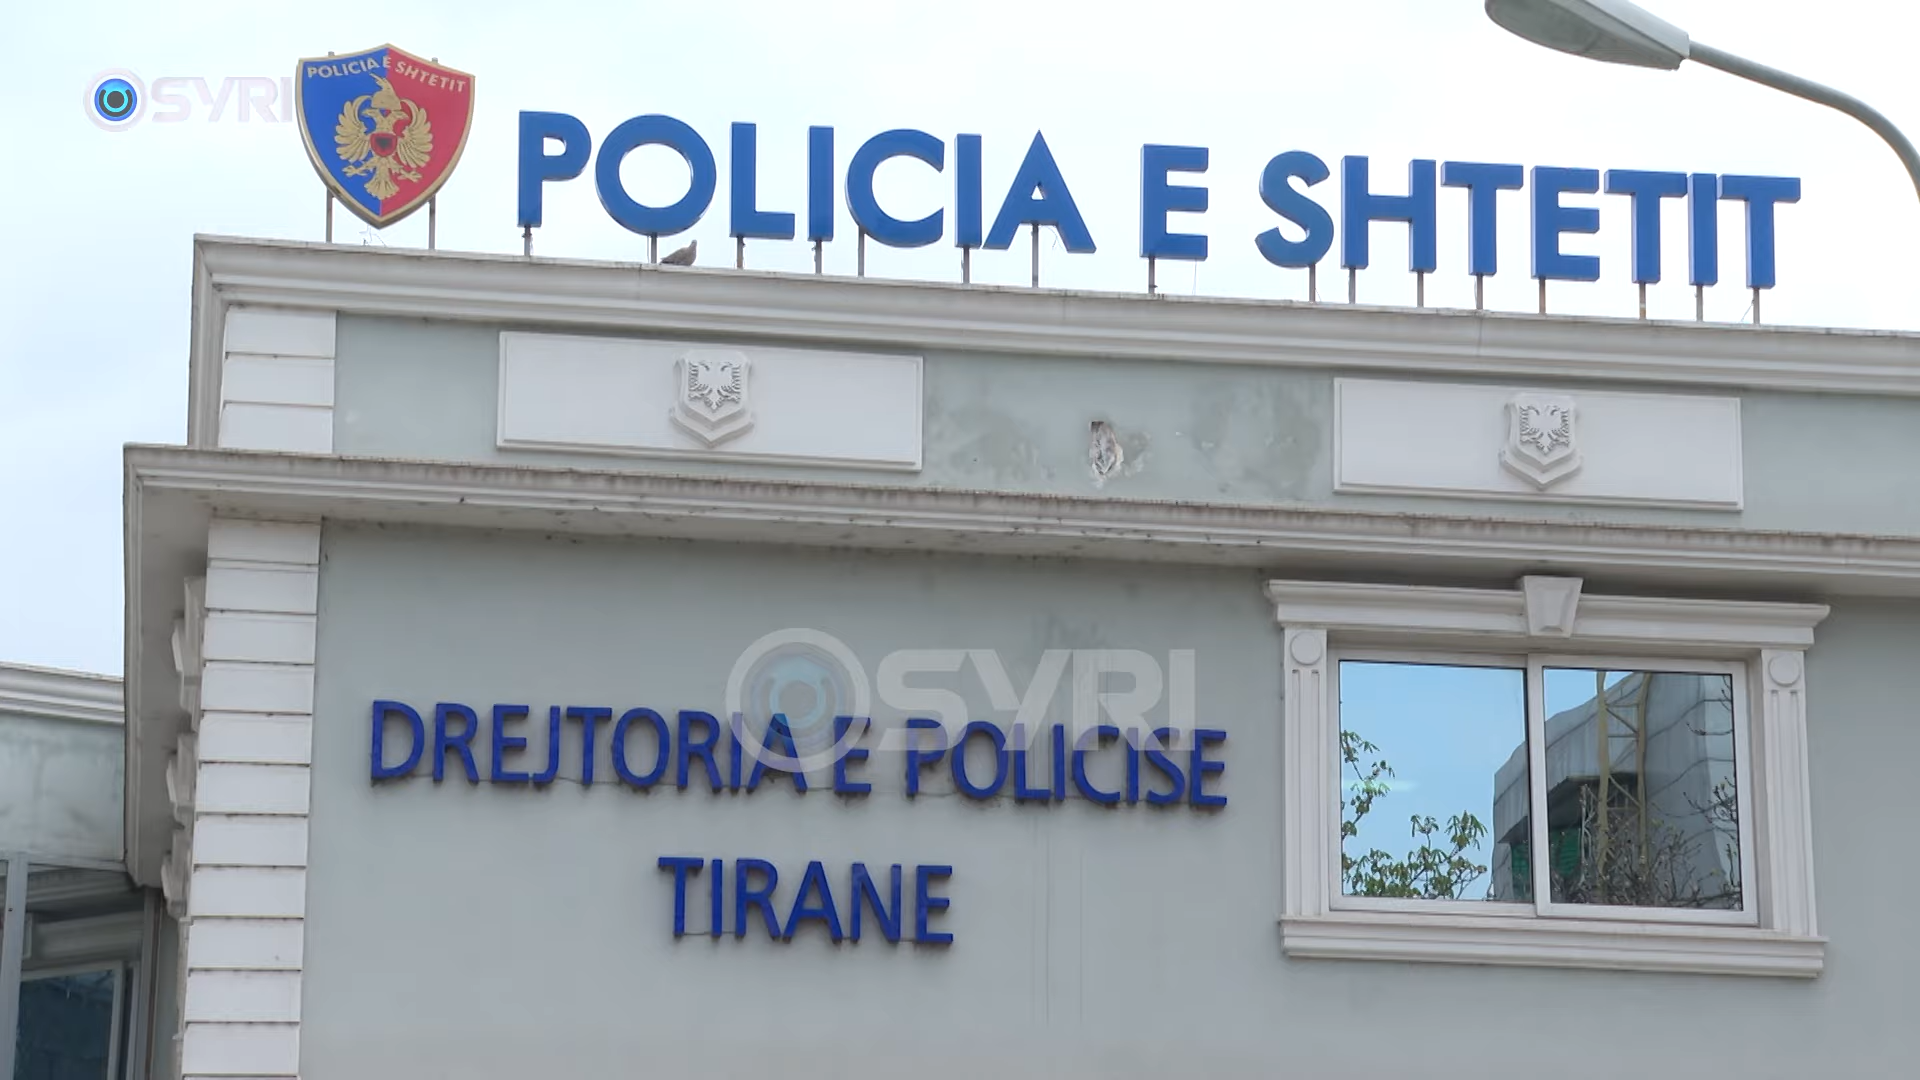 SYRI
POLICIA E SHTETIT
POLICIA E SHTETIT
SYRI
DREJTORIA E POLICISE
TIRANE